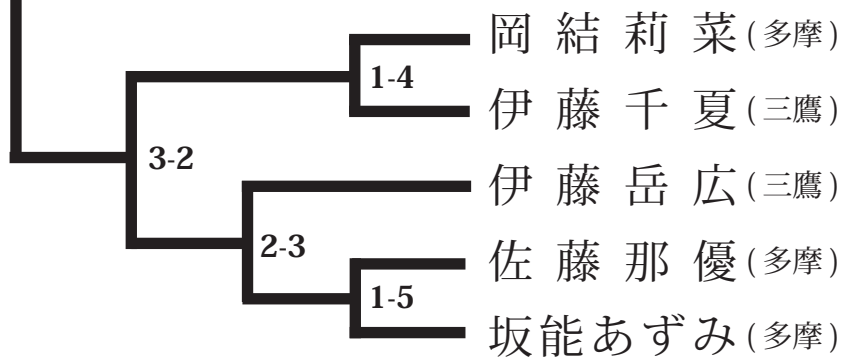 岡結莉菜(多摩)
1-4
伊藤千夏(三鷹)
3-2
伊藤岳広(三鷹)
2-3
佐藤那優(多摩)
1-5
坂能あずみ(多摩)